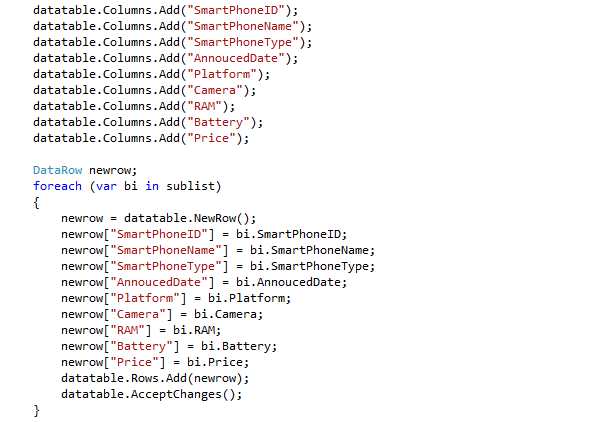 datatable.Columns.Add("SmartPhoneID");
datatable.Columns.Add("SmartPhoneName");
datatable.Columns.Add("SmartPhoneType");
datatable.Columns.Add("AnnoucedDate");
datatable.Columns.Add("Platform");
datatable.Columns.Add("Camera");
datatable.Columns.Add("RAM");
datatable.Columns.Add("Battery");
datatable.Columns.Add("Price");

DataRow newrow;
foreach (var bi in sublist)
{
    newrow = datatable.NewRow();
    newrow["SmartPhoneID"] = bi.SmartPhoneID;
    newrow["SmartPhoneName"] = bi.SmartPhoneName;
    newrow["SmartPhoneType"] = bi.SmartPhoneType;
    newrow["AnnoucedDate"] = bi.AnnoucedDate;
    newrow["Platform"] = bi.Platform;
    newrow["Camera"] = bi.Camera;
    newrow["RAM"] = bi.RAM;
    newrow["Battery"] = bi.Battery;
    newrow["Price"] = bi.Price;
    datatable.Rows.Add(newrow);
    datatable.AcceptChanges();
}